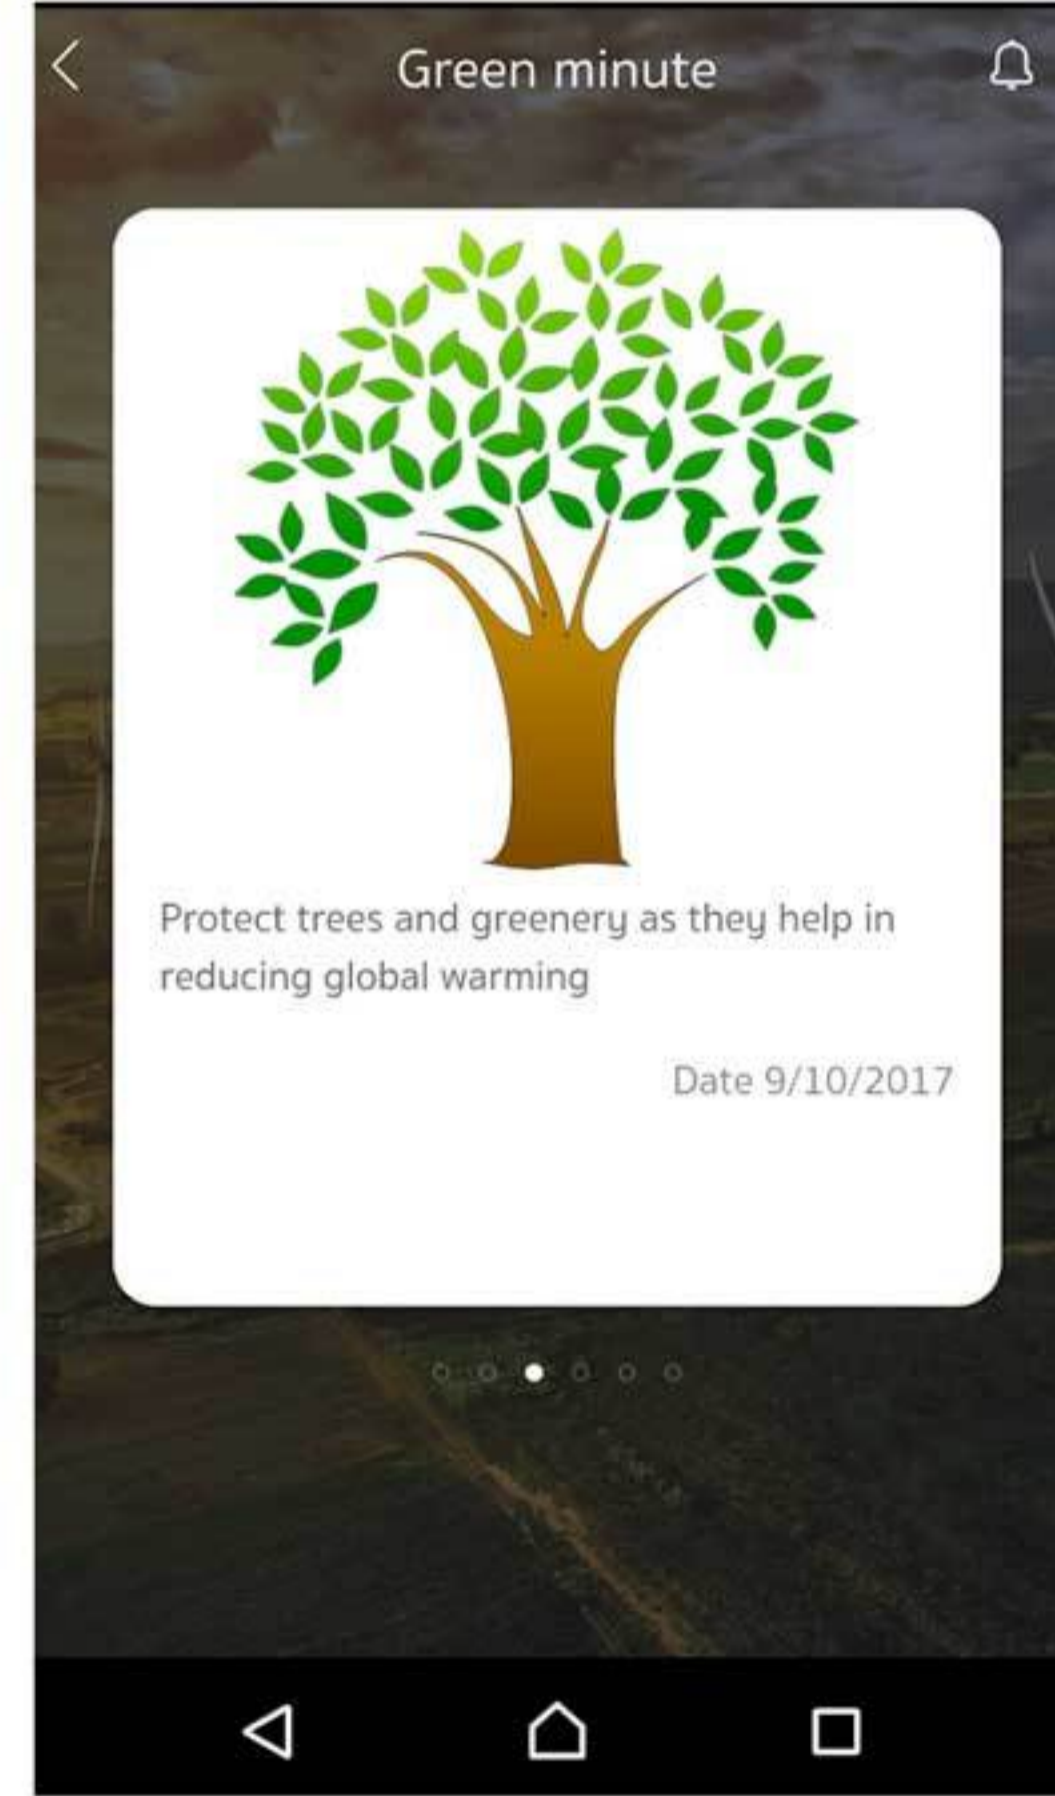 Green minute
Protect trees and greenery as they help in
reducing global warming
Date 9/10/2017